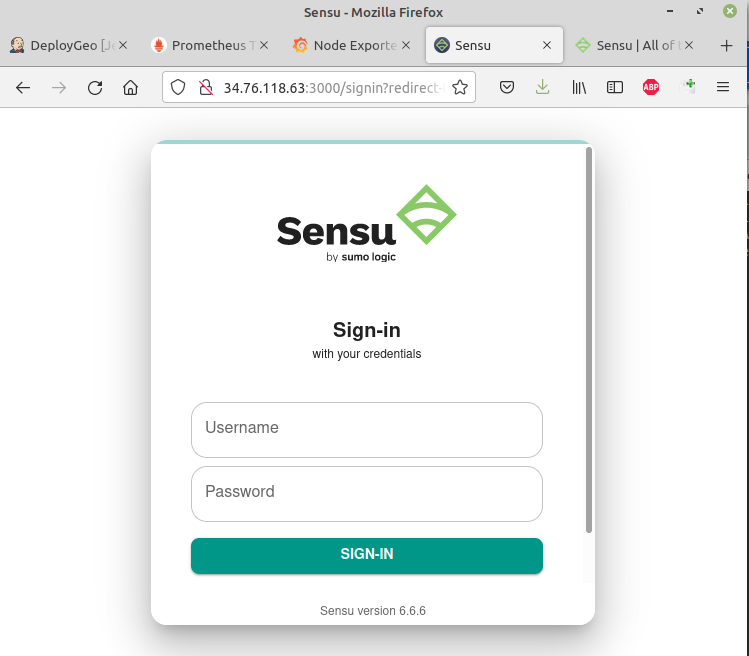 Sensu - Mozilla Firefox
DeployGeo [Je
Prometheus T
Node Exporte
Sensu
Sensu | All of t
34.76.118.63:3000/signin?redirect-
ABP
Sensu
by sumo logic
Sign-in
with your credentials
Username
Password
SIGN-IN
Sensu version 6.6.6